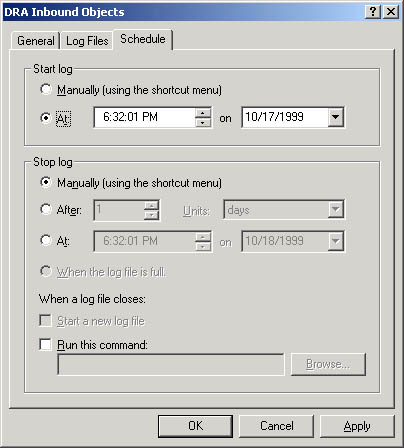 DRA Inbound Objects
General Log Files Schedule
Start log
Manually (using the shortcut menu)
At: 6:32:01 PM on 10/17/1999
Stop log
Manually (using the shortcut menu)
After: 1 Units: days
At: 6:32:01 PM on 10/18/1999
When the log file is full.
When a log file closes:
Start a new log file
Run this command:
Browse...
OK Cancel Apply